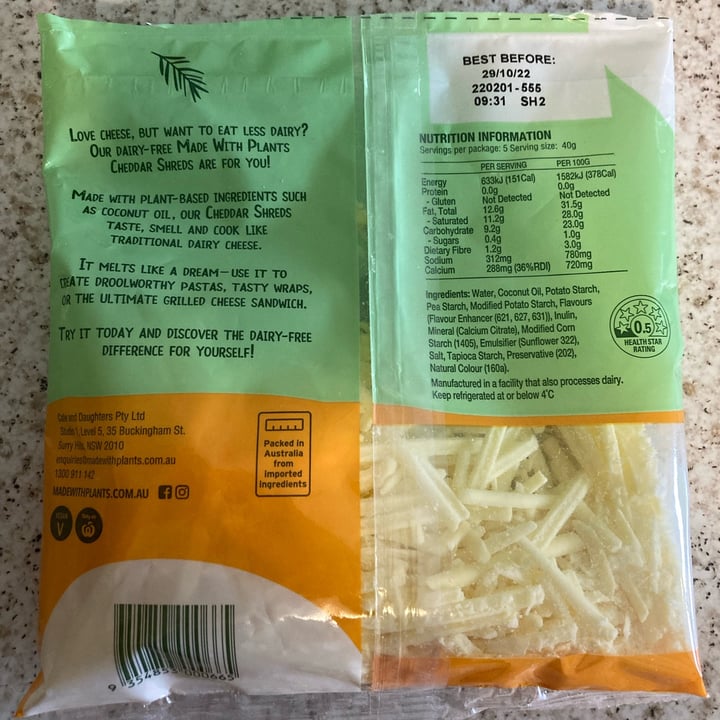 LOVE CHEESE, BUT WANT TO EAT LESS DAIRY?
OUR DAIRY-FREE MADE WITH PLANTS
CHEDDAR SHREDS ARE FOR YOU!
MADE WITH PLANT-BASED INGREDIENTS SUCH
AS COCONUT OIL, OUR CHEDDAR SHREDS
TASTE, SMELL AND COOK LIKE
TRADITIONAL DAIRY CHEESE.
IT MELTS LIKE A DREAM—USE IT TO
CREATE DROOLWORTHY PASTAS, TASTY WRAPS,
OR THE ULTIMATE GRILLED CHEESE SANDWICH.
TRY IT TODAY AND DISCOVER THE DAIRY-FREE
DIFFERENCE FOR YOURSELF!
and Daughters Pty Ltd
Studio 1, Level 5, 35 Buckingham St.
Surry Hills, NSW 2010
enquiries@madewithplants.com.au
1300 911 142
MADEWITHPLANTS.COM.AU
VEGAN
V
Packed in
Australia
from
imported
ingredients
BEST BEFORE:
29/10/22
220201-555
09:31 SH2
NUTRITION INFORMATION
Servings per package: 5 Serving size: 40g
PER SERVING PER 100G
Energy 633kJ (151Cal) 1582kJ (378Cal)
Protein 0.0g 0.0g
- Gluten Not Detected Not Detected
Fat, Total 12.6g 31.5g
- Saturated 11.2g 28.0g
Carbohydrate 9.2g 23.0g
- Sugars 0.4g 1.0g
Dietary Fibre 1.2g 3.0g
Sodium 312mg 780mg
Calcium 288mg (36%RDI) 720mg
Ingredients: Water, Coconut Oil, Potato Starch,
Pea Starch, Modified Potato Starch, Flavours
(Flavour Enhancer (621, 627, 631)), Inulin,
Mineral (Calcium Citrate), Modified Corn
Starch (1405), Emulsifier (Sunflower 322),
Salt, Tapioca Starch, Preservative (202),
Natural Colour (160a).
0.5
HEALTH STAR
RATING
Manufactured in a facility that also processes dairy.
Keep refrigerated at or below 4°C